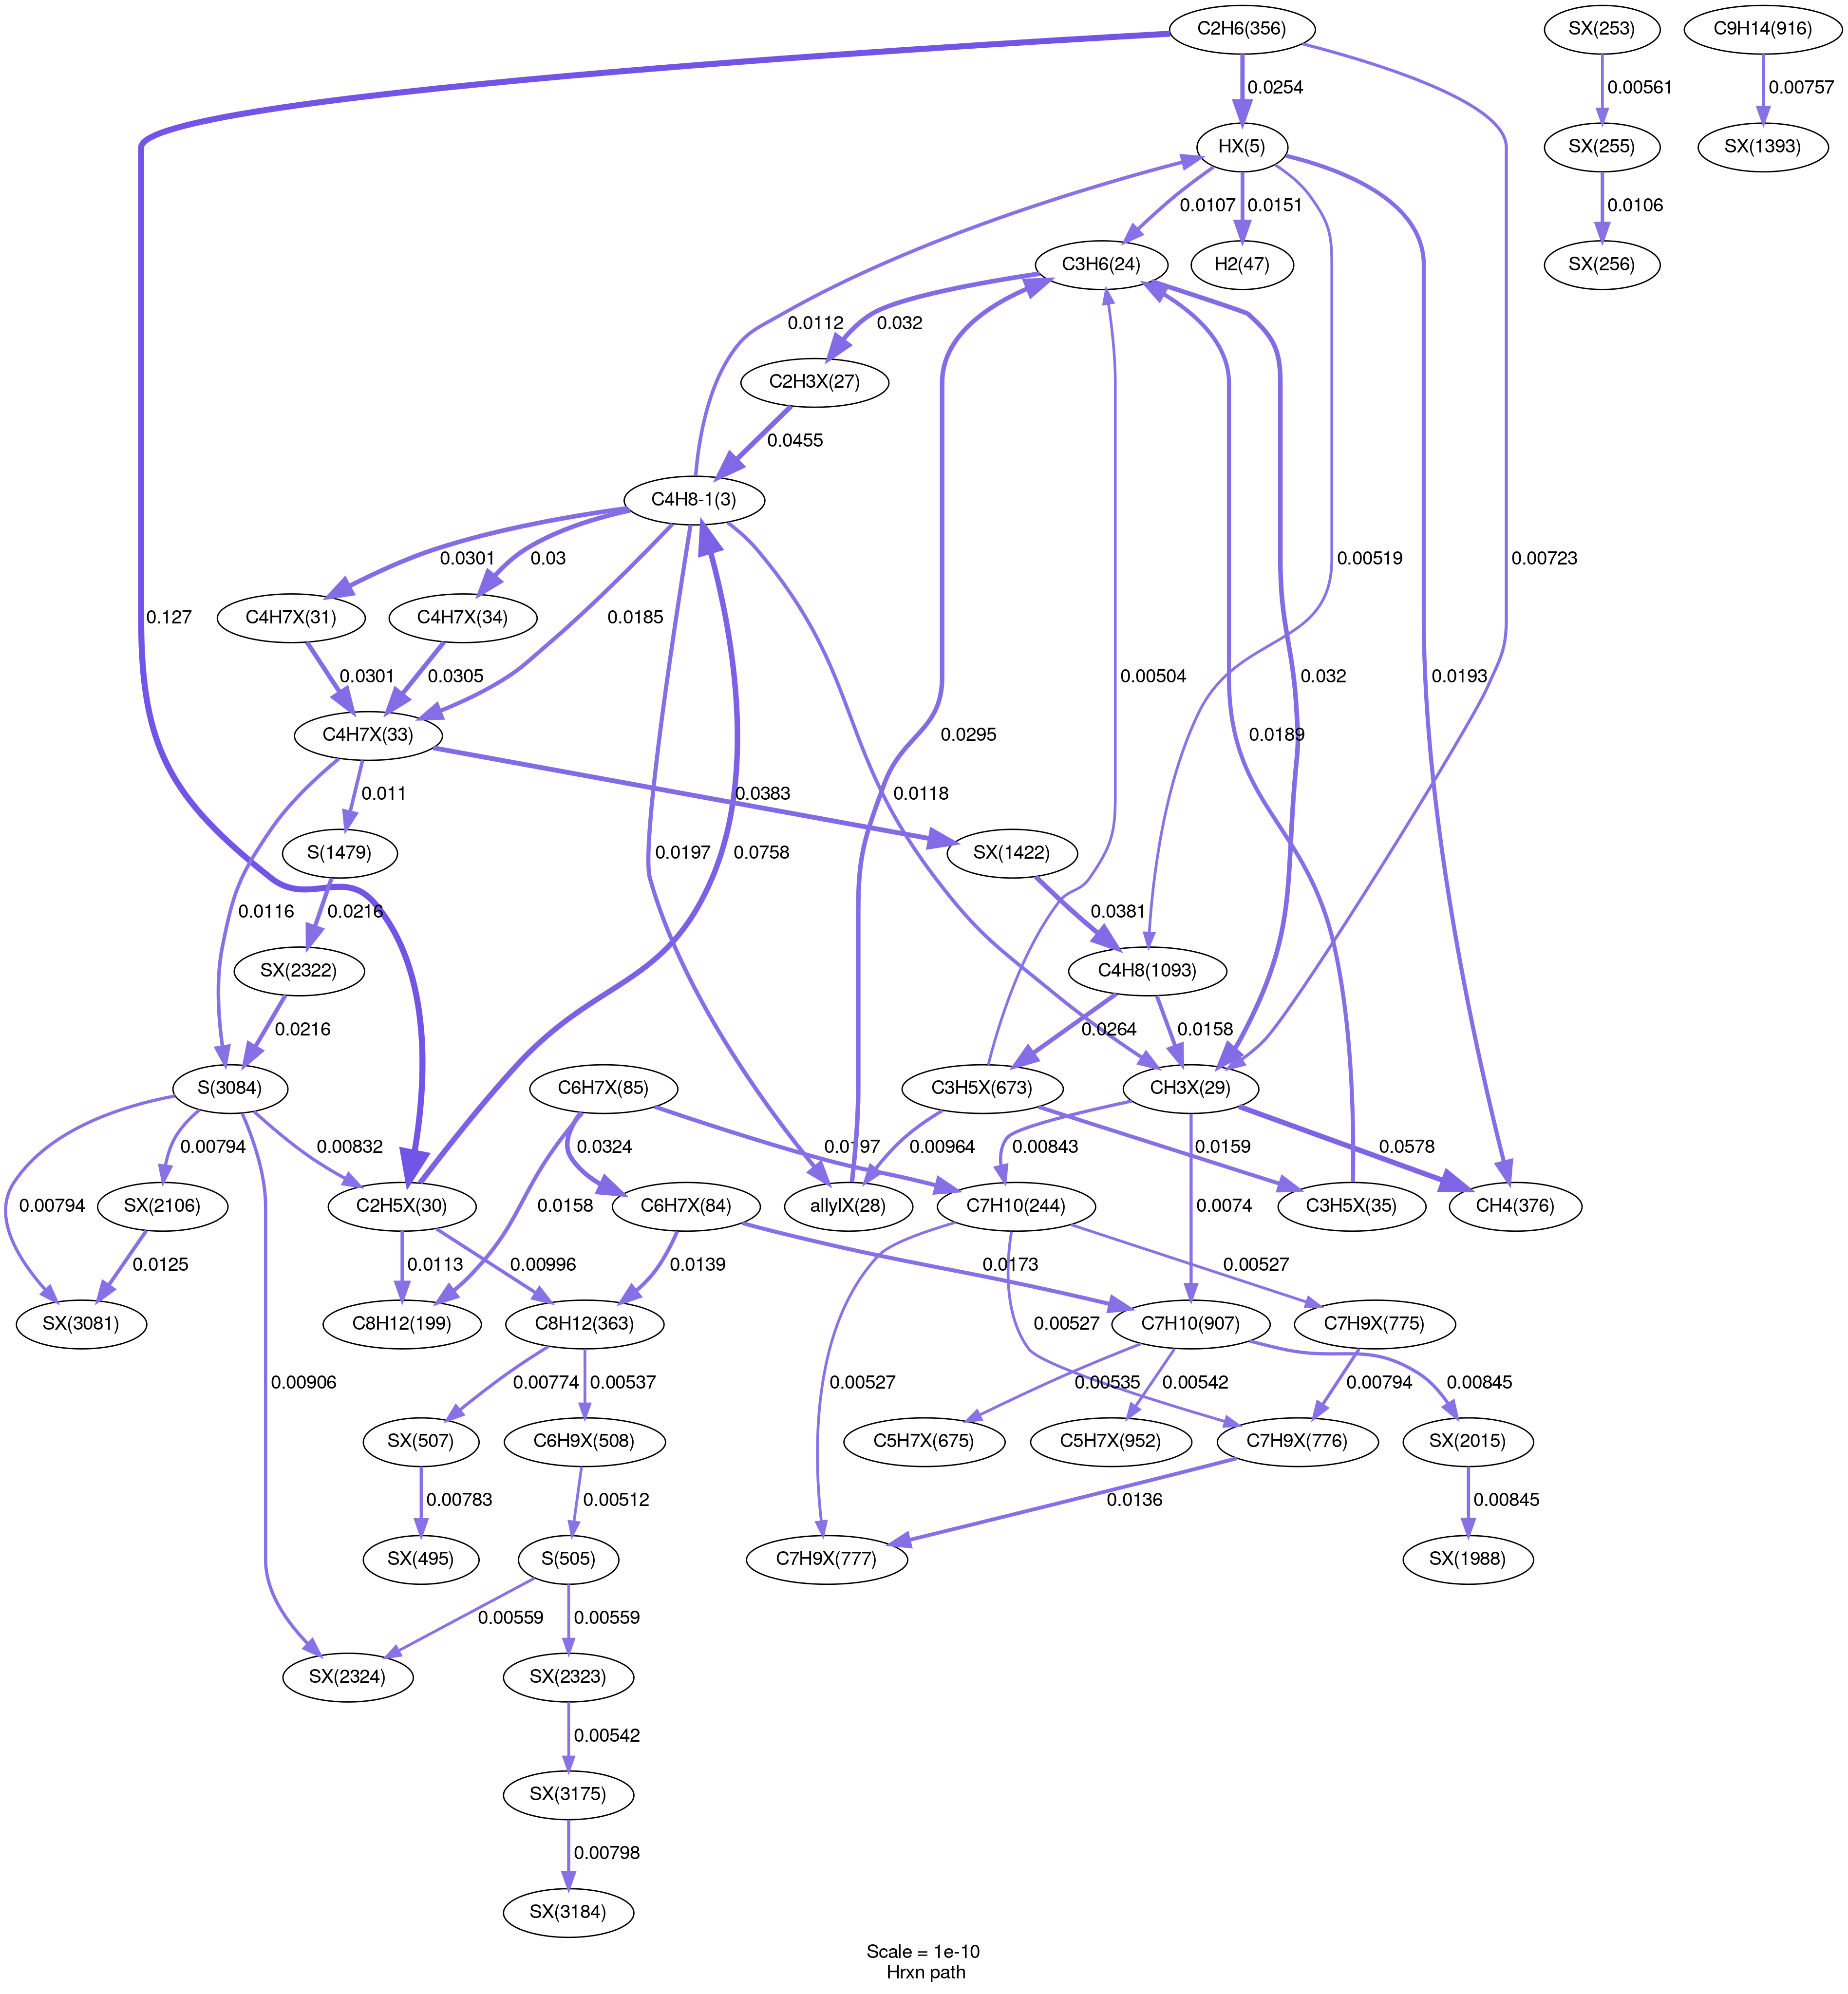 C2H6(356) SX(253) C9H14(916)
0.0254 0.00561 0.00757
HX(5) SX(255) SX(1393)
0.0107 0.0151 0.0106
C3H6(24) H2(47) SX(256)
0.0112 0.032
C2H3X(27)
0.0455
C4H8-1(3)
0.0301 0.03 0.0185 0.00519 0.00723
0.127
C4H7X(31) C4H7X(34)
0.0301 0.0305 0.00504 0.032 0.0193
C4H7X(33) 0.0295 0.0189
0.011 0.0383 0.0118
S(1479) SX(1422)
0.0197 0.0758
0.0116 0.0216 0.0381
SX(2322) C4H8(1093)
0.0216 0.0264 0.0158
S(3084) C6H7X(85) C3H5X(673) CH3X(29)
0.00794 0.00832 0.0324 0.0197 0.00964 0.00843 0.0159 0.0578
0.00794 SX(2106) C2H5X(30) 0.0158 C6H7X(84) allylX(28) C7H10(244) 0.0074 C3H5X(35) CH4(376)
0.0125 0.0113 0.00996 0.0139 0.0173 0.00527
SX(3081) C8H12(199) C8H12(363) C7H10(907) C7H9X(775)
0.00906 0.00774 0.00537 0.00527 0.00527 0.00535 0.00542 0.00794 0.00845
SX(507) C6H9X(508) C5H7X(675) C5H7X(952) C7H9X(776) SX(2015)
0.00783 0.00512 0.0136 0.00845
SX(495) S(505) C7H9X(777) SX(1988)
0.00559 0.00559
SX(2324) SX(2323)
0.00542
SX(3175)
0.00798
SX(3184)
Scale = 1e-10
Hrxn path